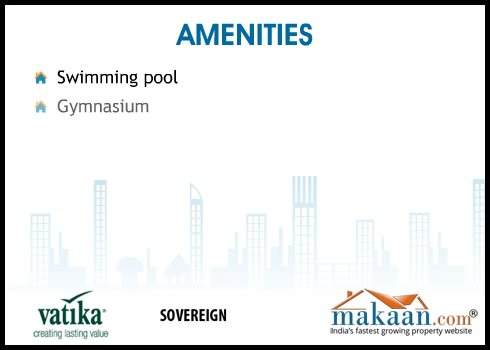 AMENITIES
Swimming pool
Gymnasium
vatika®
creating lasting value
SOVEREIGN
makaan.com®
India's fastest growing property website